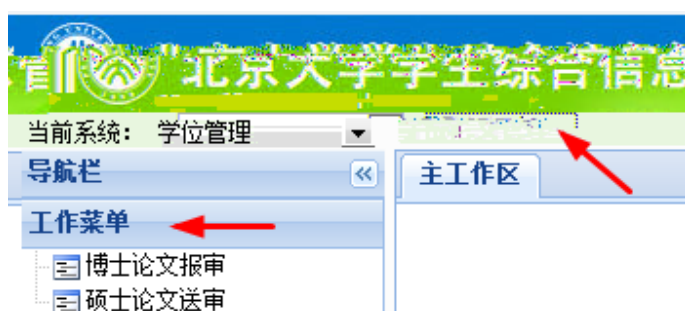 北京大学学生综合信息
当前系统： 学位管理
导航栏
主工作区
工作菜单
博士论文报审
硕士论文送审